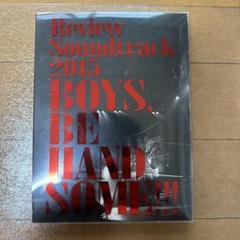 Review
Soundtrack
2015
BOYS,
BE
HAND
SOME!!!